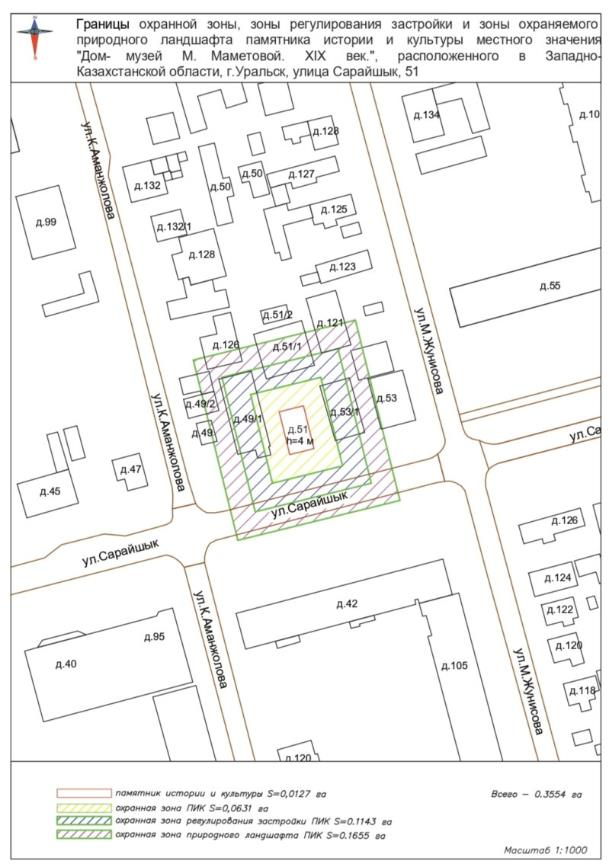 Границы охранной зоны, зоны регулирования застройки и зоны охраняемого
природного ландшафта памятника истории и культуры местного значения
"Дом- музей М. Маметовой. XIX век.", расположенного в Западно-
Казахстанской области, г.Уральск, улица Сарайшык, 51
ул.К.Аманжолова
д.128
д.134
д.10
д.132
д.50
д.50
д.127
д.99
д.132/1
д.125
д.128
д.123
д.55
д.51/2
д.121
д.126
д.51/1
ул.М.Жунисова
ул.К.Аманжолова
д.49/2
д.49
д.49/1
д.51
h=4 м
д.53/1
д.53
ул.Са
д.47
д.45
ул.Сарайшык
ул.Сарайшык
д.126
д.124
д.122
д.120
д.118
д.42
ул.К.Аманжолова
д.95
д.40
д.105
ул.М.Жунисова
д.120
памятник истории и культуры S=0,0127 га
Всего – 0.3554 га
охранная зона ПИК S=0,0631 га
охранная зона регулирования застройки ПИК S=0.1143 га
охранная зона природного ландшафта ПИК S=0.1655 га
Масштаб 1:1000